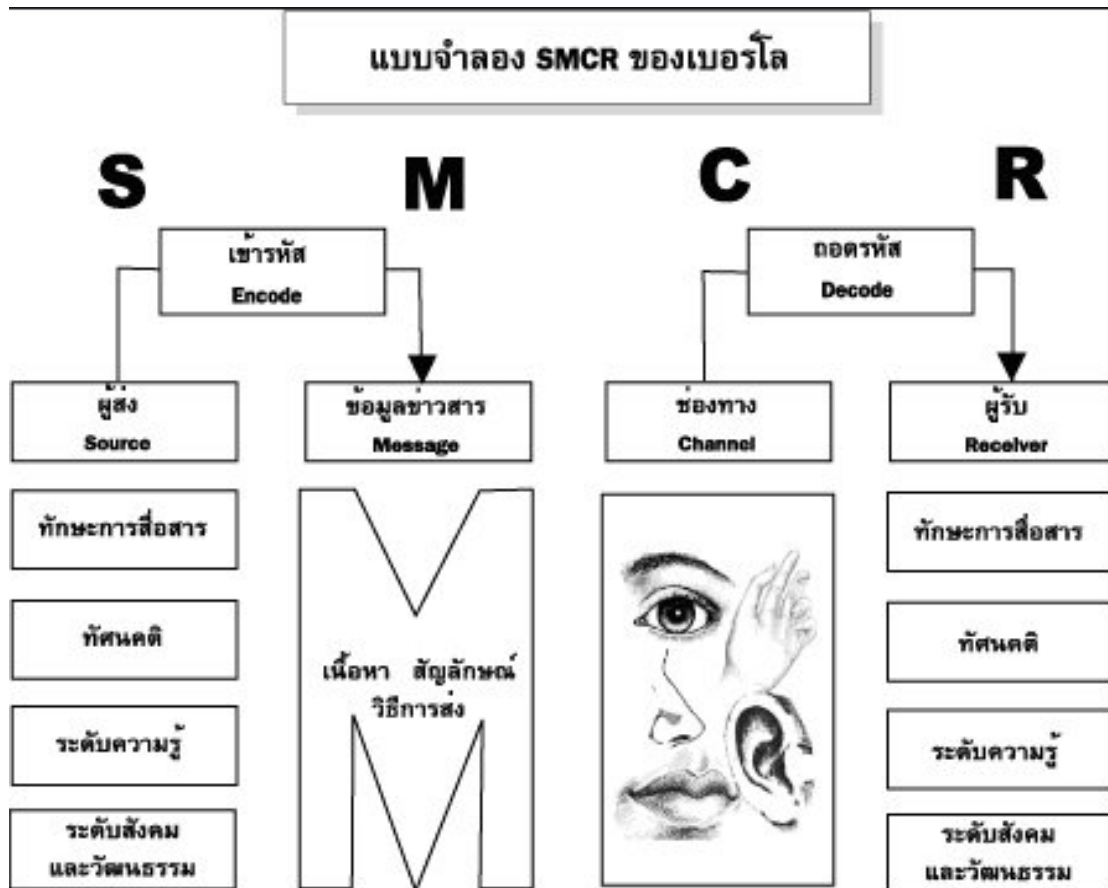 แบบจำลอง SMCR ของเบอร์โล
S M C R
เข้ารหัส
Encode
ถอดรหัส
Decode
ผู้ส่ง
Source
ข้อมูลข่าวสาร
Message
ช่องทาง
Channel
ผู้รับ
Receiver
ทักษะการสื่อสาร
ทัศนคติ
ระดับความรู้
ระดับสังคม
และวัฒนธรรม
เนื้อหา สัญลักษณ์
วิธีการส่ง
ทักษะการสื่อสาร
ทัศนคติ
ระดับความรู้
ระดับสังคม
และวัฒนธรรม